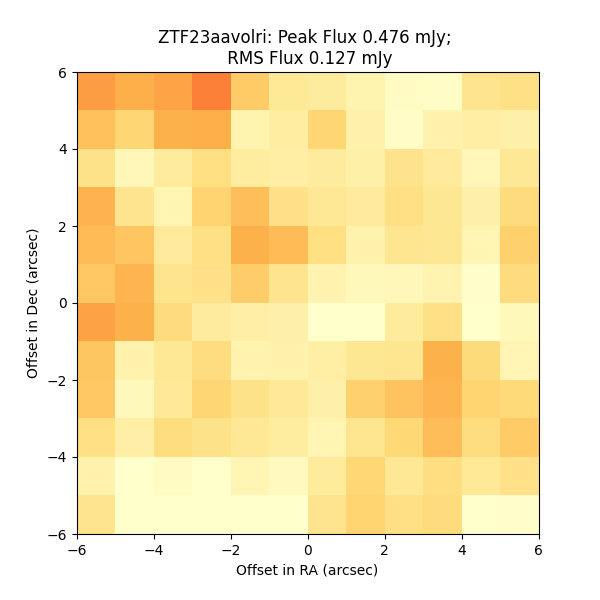 ZTF23aavolri: Peak Flux 0.476 mJy;
RMS Flux 0.127 mJy
6
4
2
0
−2
−4
−6
Offset in Dec (arcsec)
−6 −4 −2 0 2 4 6
Offset in RA (arcsec)